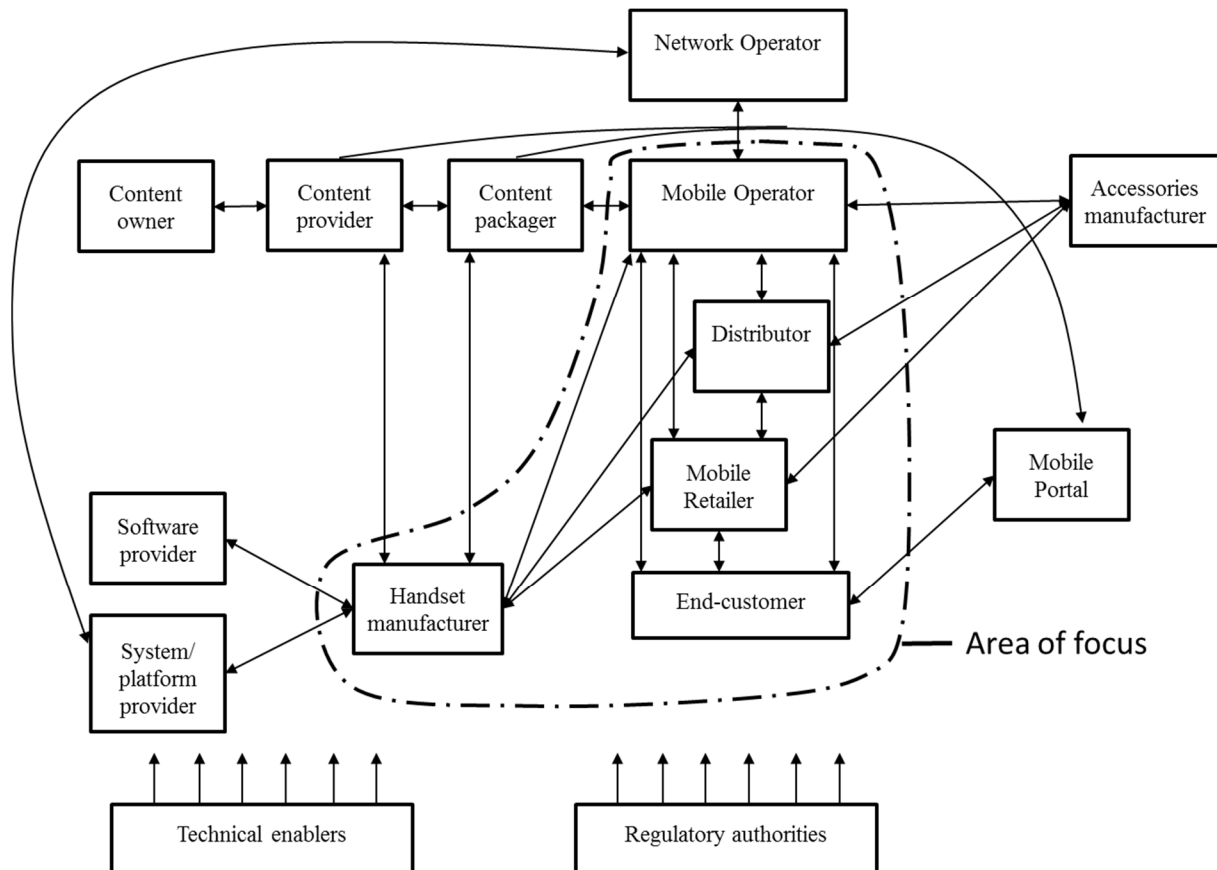 Network Operator
Content
owner
Content
provider
Content
packager
Mobile Operator
Accessories
manufacturer
Distributor
Mobile
Retailer
Mobile
Portal
Software
provider
Handset
manufacturer
End-customer
Area of focus
System/
platform
provider
Technical enablers
Regulatory authorities